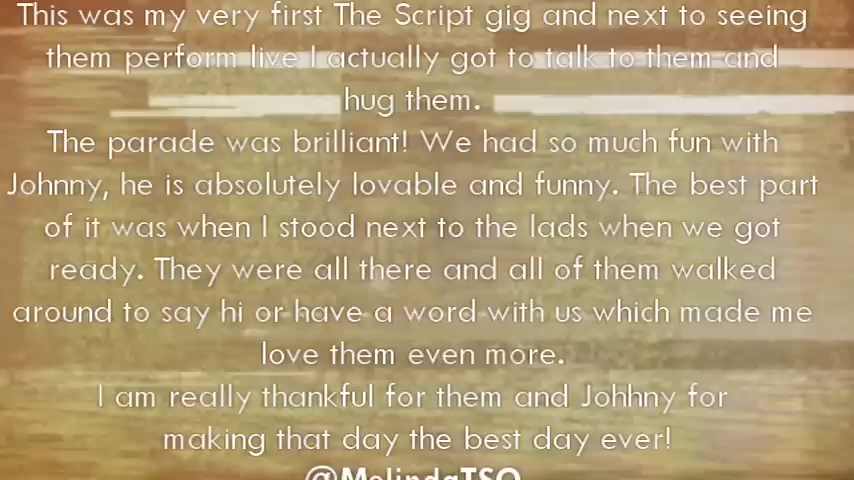 This was my very first The Script gig and next to seeing
them perform live I actually got to talk to them and
hug them.
The parade was brilliant! We had so much fun with
Johnny, he is absolutely lovable and funny. The best part
of it was when I stood next to the lads when we got
ready. They were all there and all of them walked
around to say hi or have a word with us which made me
love them even more.
I am really thankful for them and Johhny for
making that day the best day ever!
@MelindaTSO